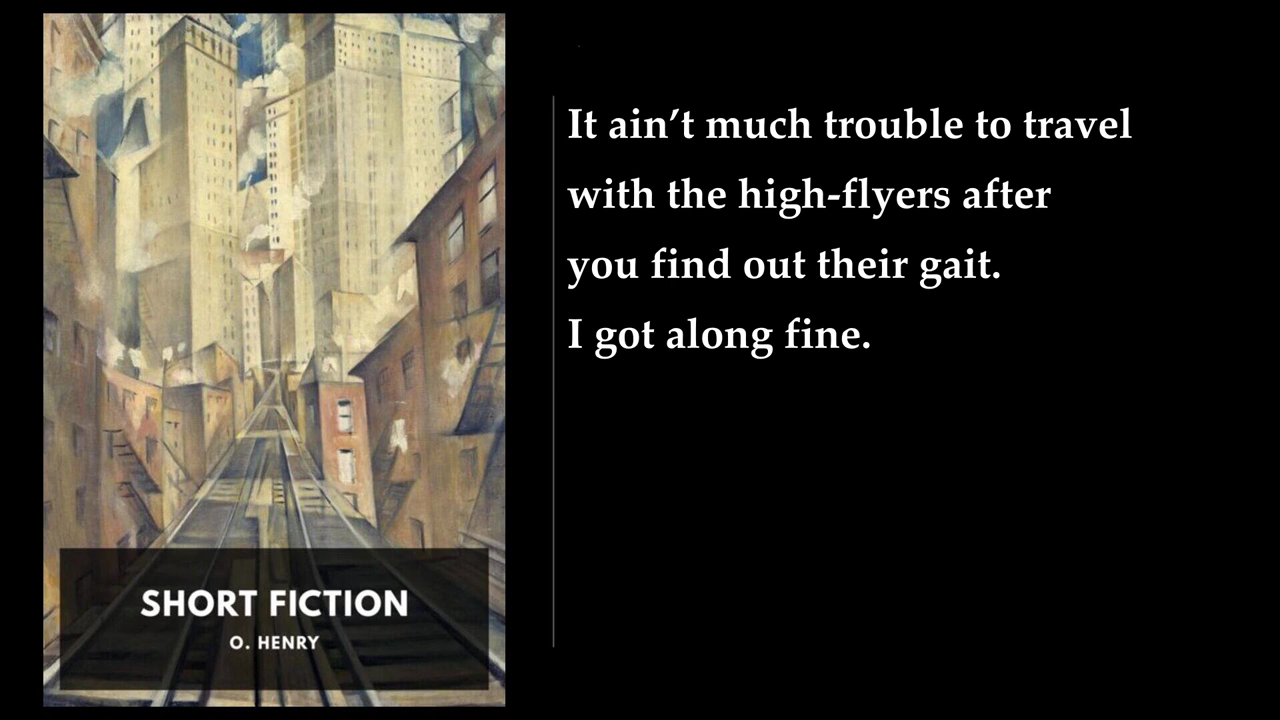 It ain’t much trouble to travel
with the high-flyers after
you find out their gait.
I got along fine.
SHORT FICTION
O. HENRY